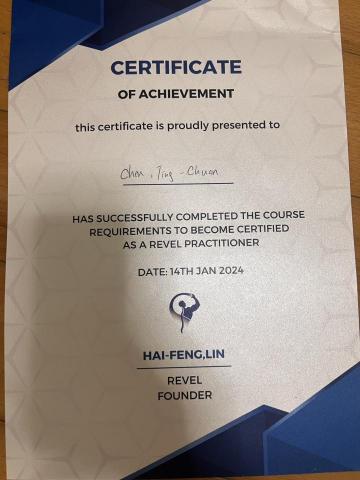 CERTIFICATE
OF ACHIEVEMENT
this certificate is proudly presented to
Chen, Jing-Chuan
HAS SUCCESSFULLY COMPLETED THE COURSE
REQUIREMENTS TO BECOME CERTIFIED
AS A REVEL PRACTITIONER
DATE: 14TH JAN 2024
HAI-FENG,LIN
REVEL
FOUNDER